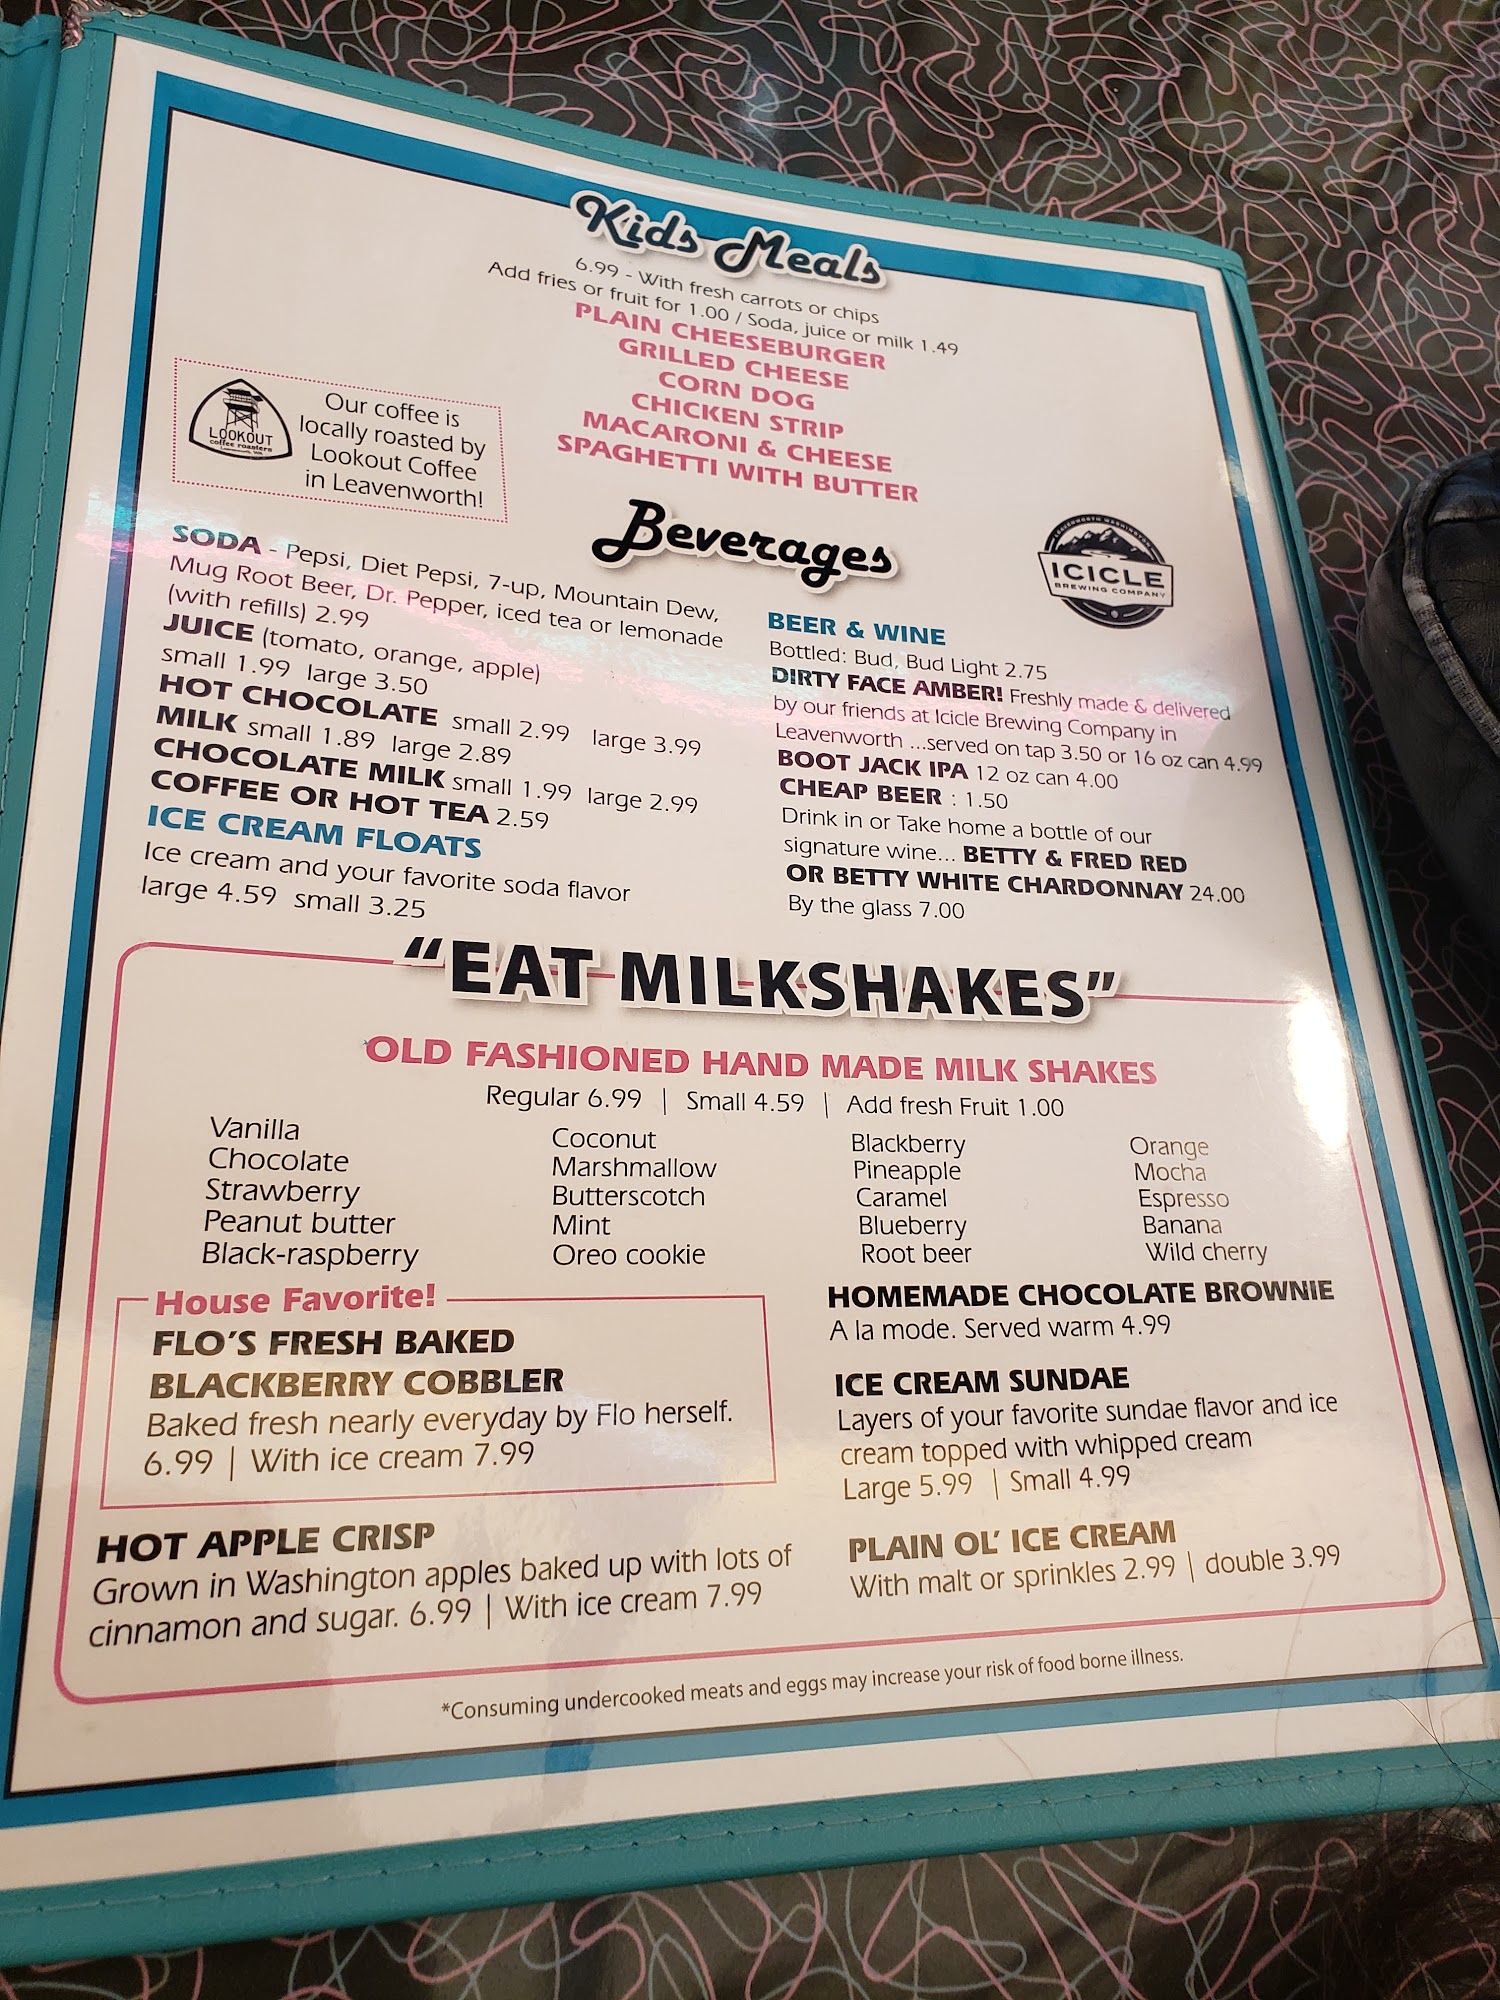 Kids Meals
6.99 - With fresh carrots or chips
Add fries or fruit for 1.00 / Soda, juice or milk 1.49
PLAIN CHEESEBURGER
GRILLED CHEESE
CORN DOG
CHICKEN STRIP
MACARONI & CHEESE
SPAGHETTI WITH BUTTER
LOOKOUT
coffee roasters
Our coffee is
locally roasted by
Lookout Coffee
in Leavenworth!
Beverages
SODA - Pepsi, Diet Pepsi, 7-up, Mountain Dew,
Mug Root Beer, Dr. Pepper, iced tea or lemonade
(with refills) 2.99
JUICE (tomato, orange, apple)
small 1.99 large 3.50
HOT CHOCOLATE small 2.99 large 3.99
MILK small 1.89 large 2.89
CHOCOLATE MILK small 1.99 large 2.99
COFFEE OR HOT TEA 2.59
ICE CREAM FLOATS
Ice cream and your favorite soda flavor
large 4.59 small 3.25
LEAVENWORTH WASHINGTON
ICICLE
BREWING COMPANY
BEER & WINE
Bottled: Bud, Bud Light 2.75
DIRTY FACE AMBER! Freshly made & delivered
by our friends at Icicle Brewing Company in
Leavenworth ...served on tap 3.50 or 16 oz can 4.99
BOOT JACK IPA 12 oz can 4.00
CHEAP BEER : 1.50
Drink in or Take home a bottle of our
signature wine... BETTY & FRED RED
OR BETTY WHITE CHARDONNAY 24.00
By the glass 7.00
"EAT MILKSHAKES"
OLD FASHIONED HAND MADE MILK SHAKES
Regular 6.99 | Small 4.59 | Add fresh Fruit 1.00
Vanilla
Chocolate
Strawberry
Peanut butter
Black-raspberry
Coconut
Marshmallow
Butterscotch
Mint
Oreo cookie
Blackberry
Pineapple
Caramel
Blueberry
Root beer
Orange
Mocha
Espresso
Banana
Wild cherry
House Favorite!
FLO'S FRESH BAKED
BLACKBERRY COBBLER
Baked fresh nearly everyday by Flo herself.
6.99 | With ice cream 7.99
HOT APPLE CRISP
Grown in Washington apples baked up with lots of
cinnamon and sugar. 6.99 | With ice cream 7.99
HOMEMADE CHOCOLATE BROWNIE
A la mode. Served warm 4.99
ICE CREAM SUNDAE
Layers of your favorite sundae flavor and ice
cream topped with whipped cream
Large 5.99 | Small 4.99
PLAIN OL' ICE CREAM
With malt or sprinkles 2.99 | double 3.99
*Consuming undercooked meats and eggs may increase your risk of food borne illness.